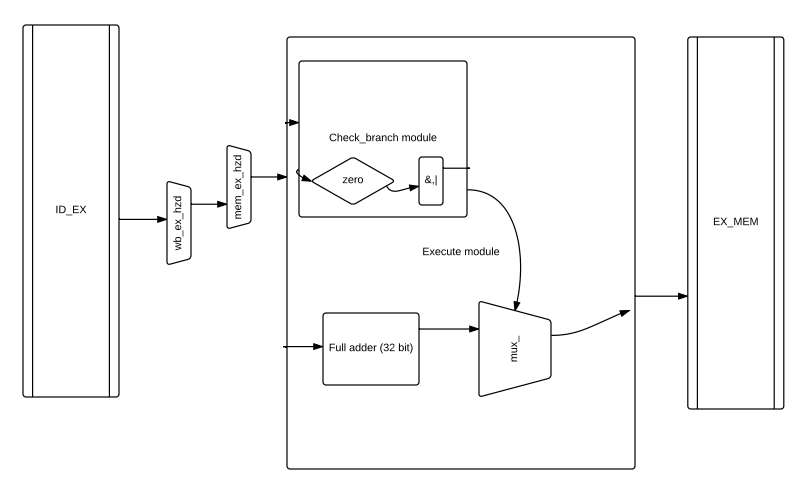 ID_EX
wb_ex_hzd
mem_ex_hzd
Check_branch module
zero
&,|
Execute module
Full adder (32 bit)
mux_
EX_MEM